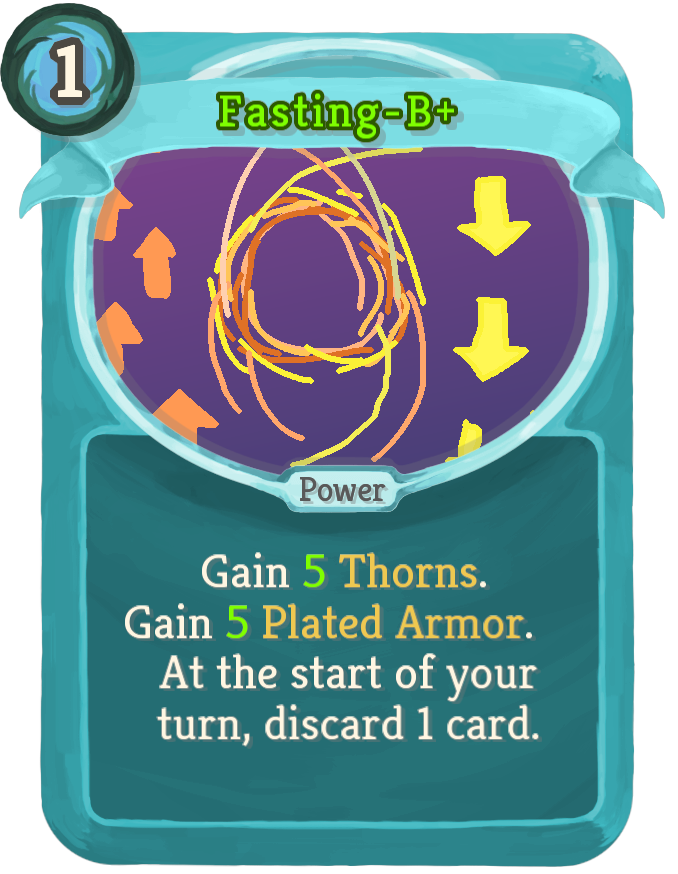 1
Fasting-B+
Power
Gain 5 Thorns.
Gain 5 Plated Armor.
At the start of your
turn, discard 1 card.